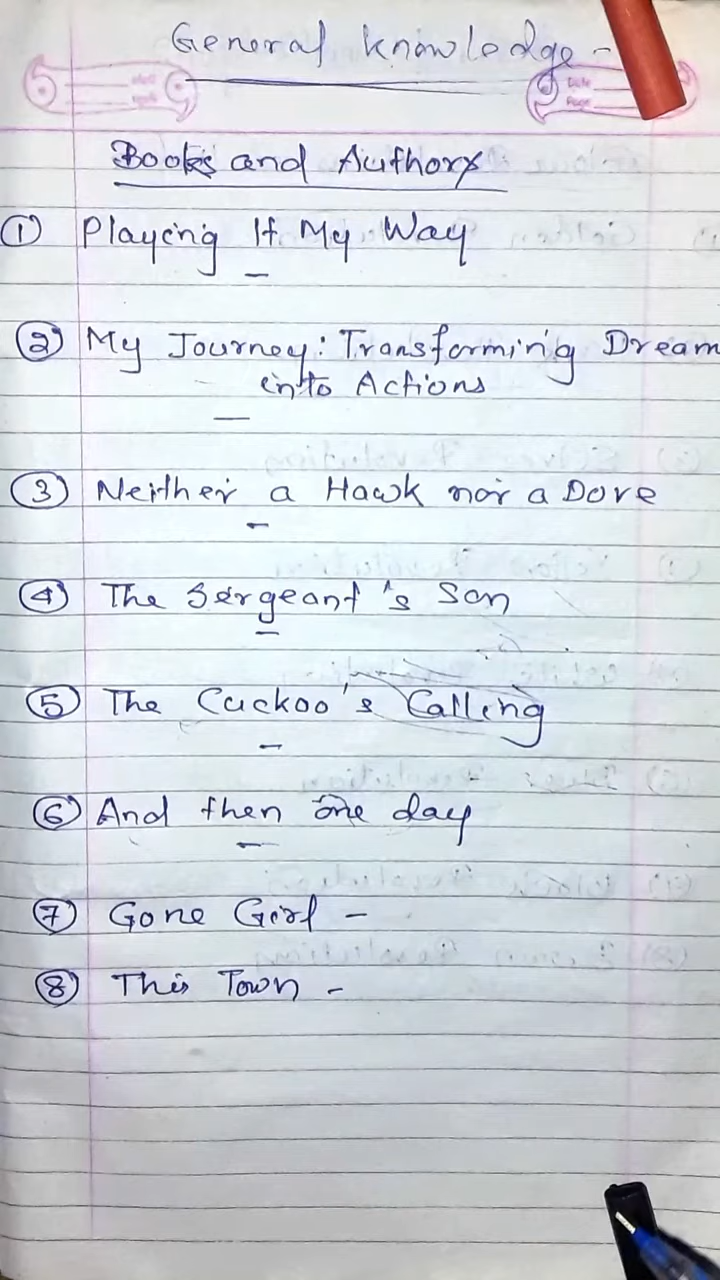 General knowledge -
Books and Authors
① Playing It My Way
-
② My Journey: Transforming Dream
into Actions
-
③ Neither a Hawk nor a Dove
-
④ The Sergeant's Son
-
⑤ The Cuckoo's Calling
-
⑥ And then one day
-
⑦ Gone Girl -
⑧ This Town -